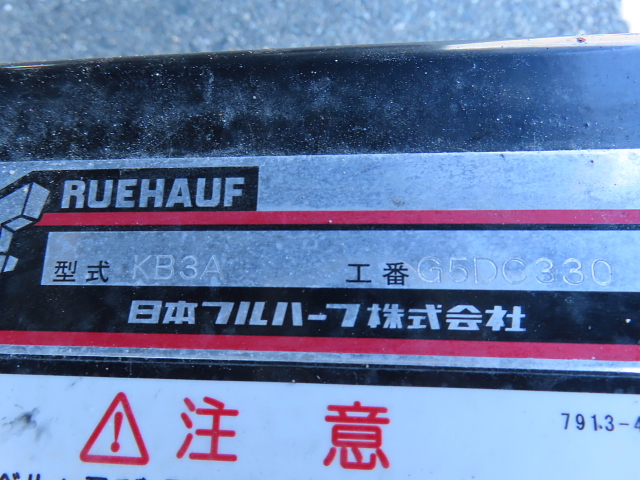 RUEHAUF
型式 KB3A 工番 G5DC330
日本フルハーフ株式会社
注意
7913-4